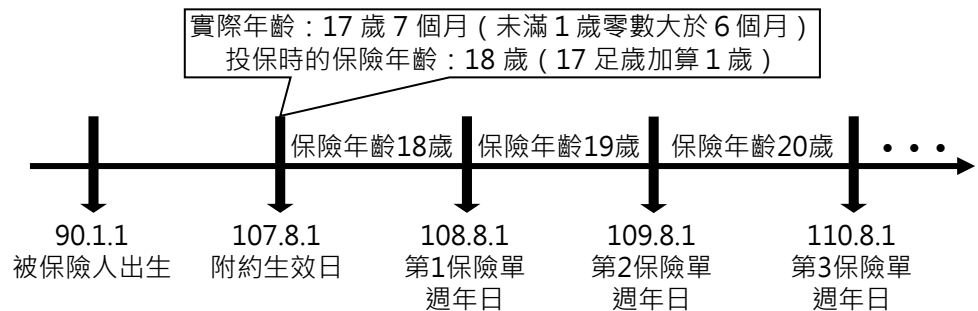 實際年齡：17 歲 7 個月（未滿 1 歲零數大於 6 個月）
投保時的保險年齡：18 歲（17 足歲加算 1 歲）
保險年齡18歲
保險年齡19歲
保險年齡20歲
• • •
90.1.1
被保險人出生
107.8.1
附約生效日
108.8.1
第1保險單
週年日
109.8.1
第2保險單
週年日
110.8.1
第3保險單
週年日